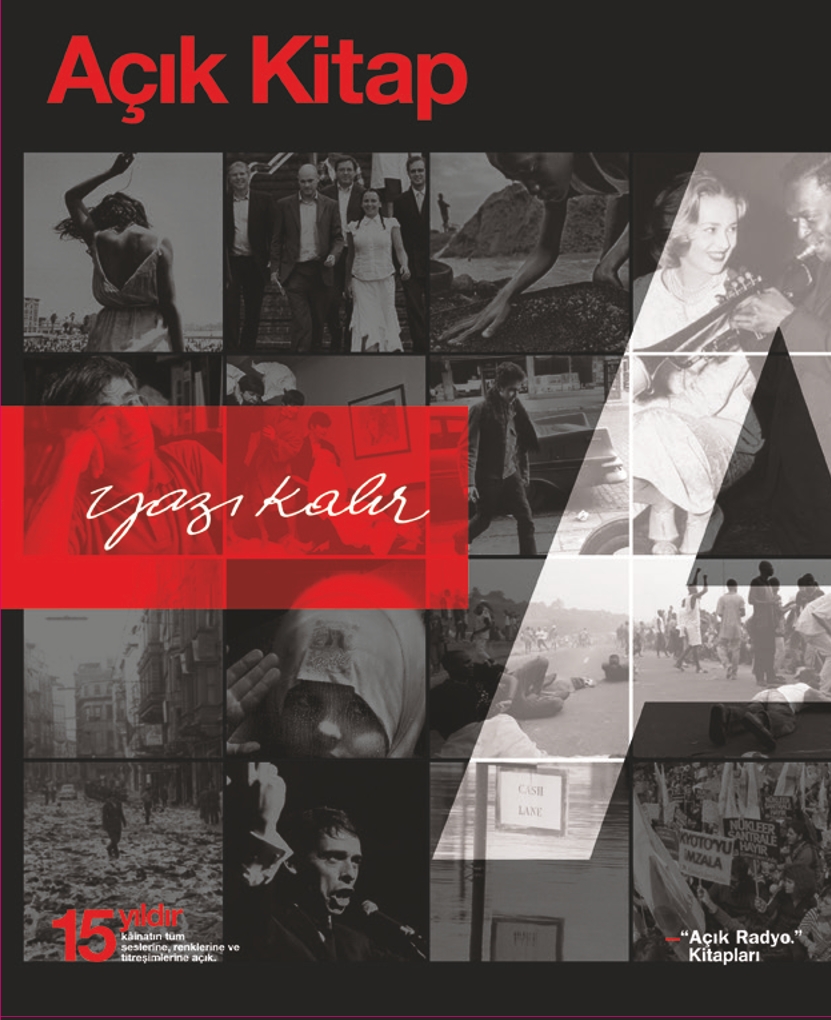 Açık Kitap
yazı kalır
CASH
LANE
NÜKLEER
SANTRALE
HAYIR
KYOTO'YU
İMZALA
15 yıldır
kâinatın tüm
seslerine, renklerine ve
titreşimlerine açık.
—“Açık Radyo.”
Kitapları